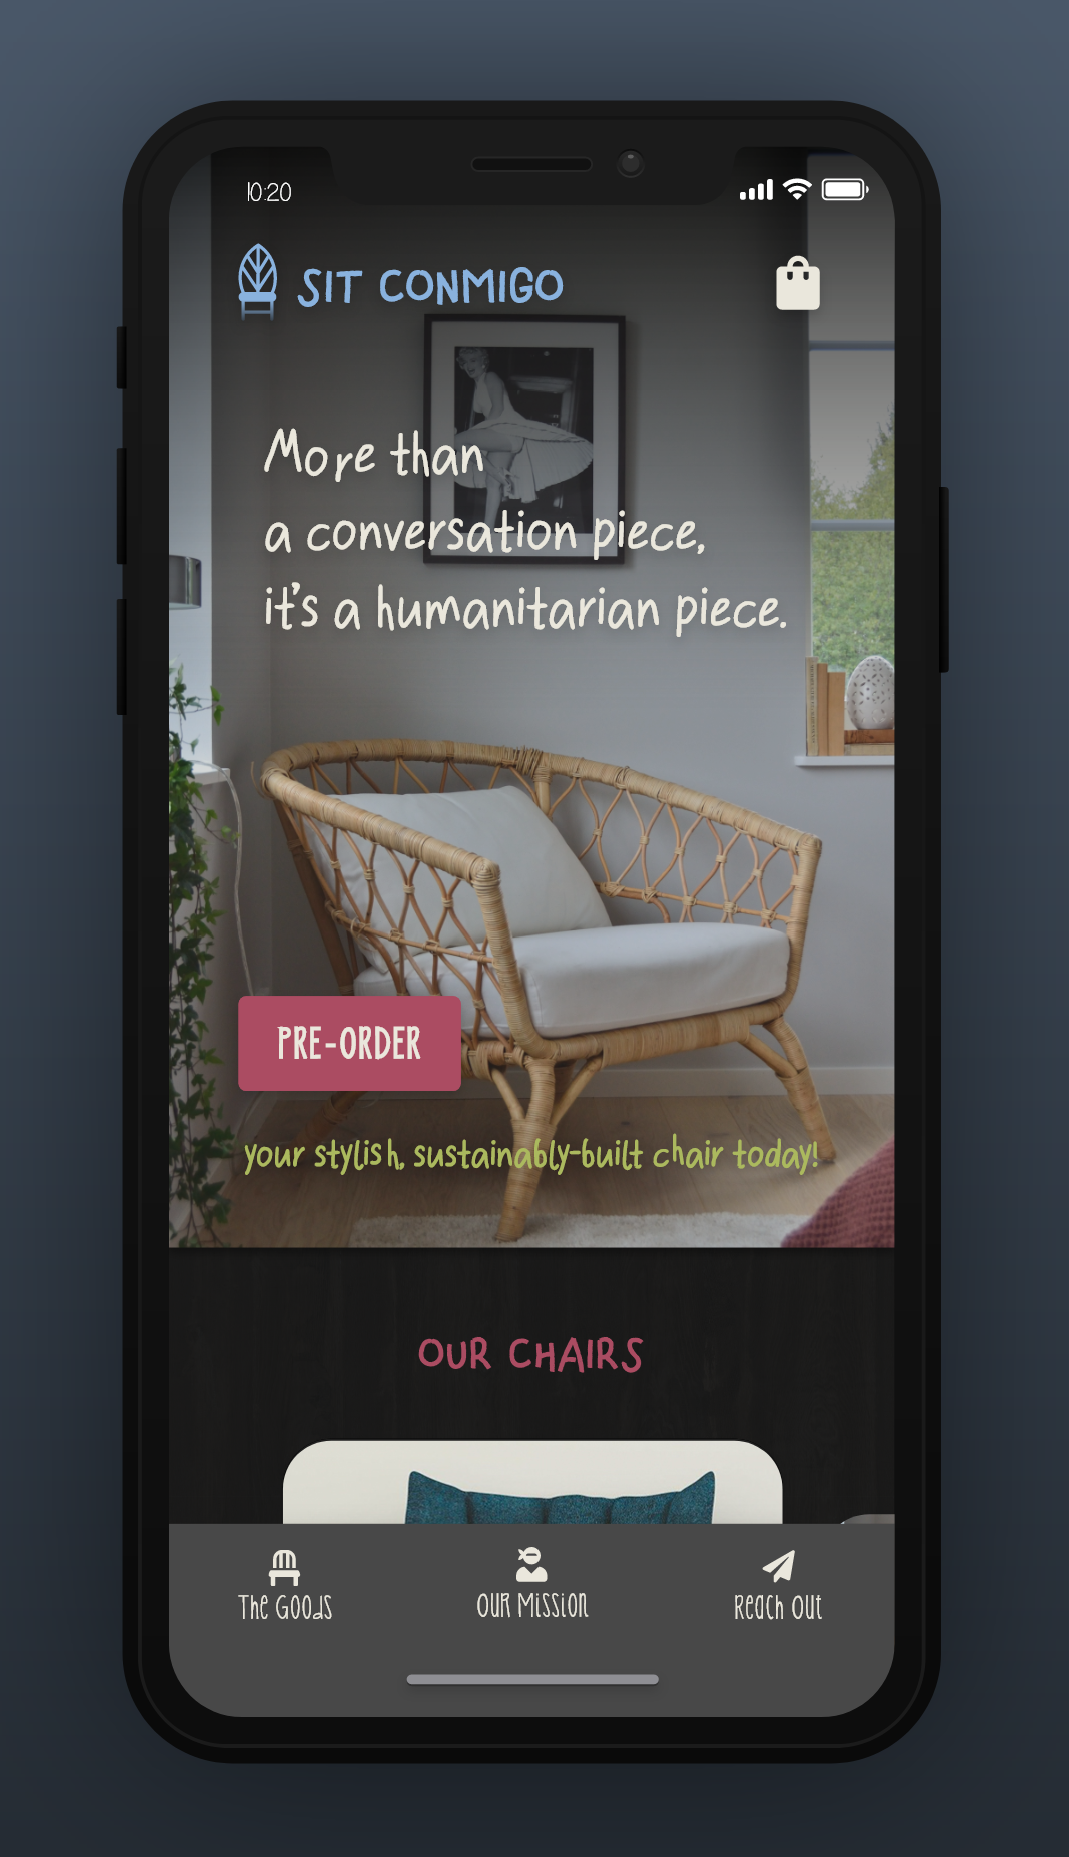 10:20
SIT CONMIGO
More than
a conversation piece,
it's a humanitarian piece.
PRE-ORDER
your stylish, sustainably-built chair today!
OUR CHAIRS
The Goods
OUR Mission
Reach Out